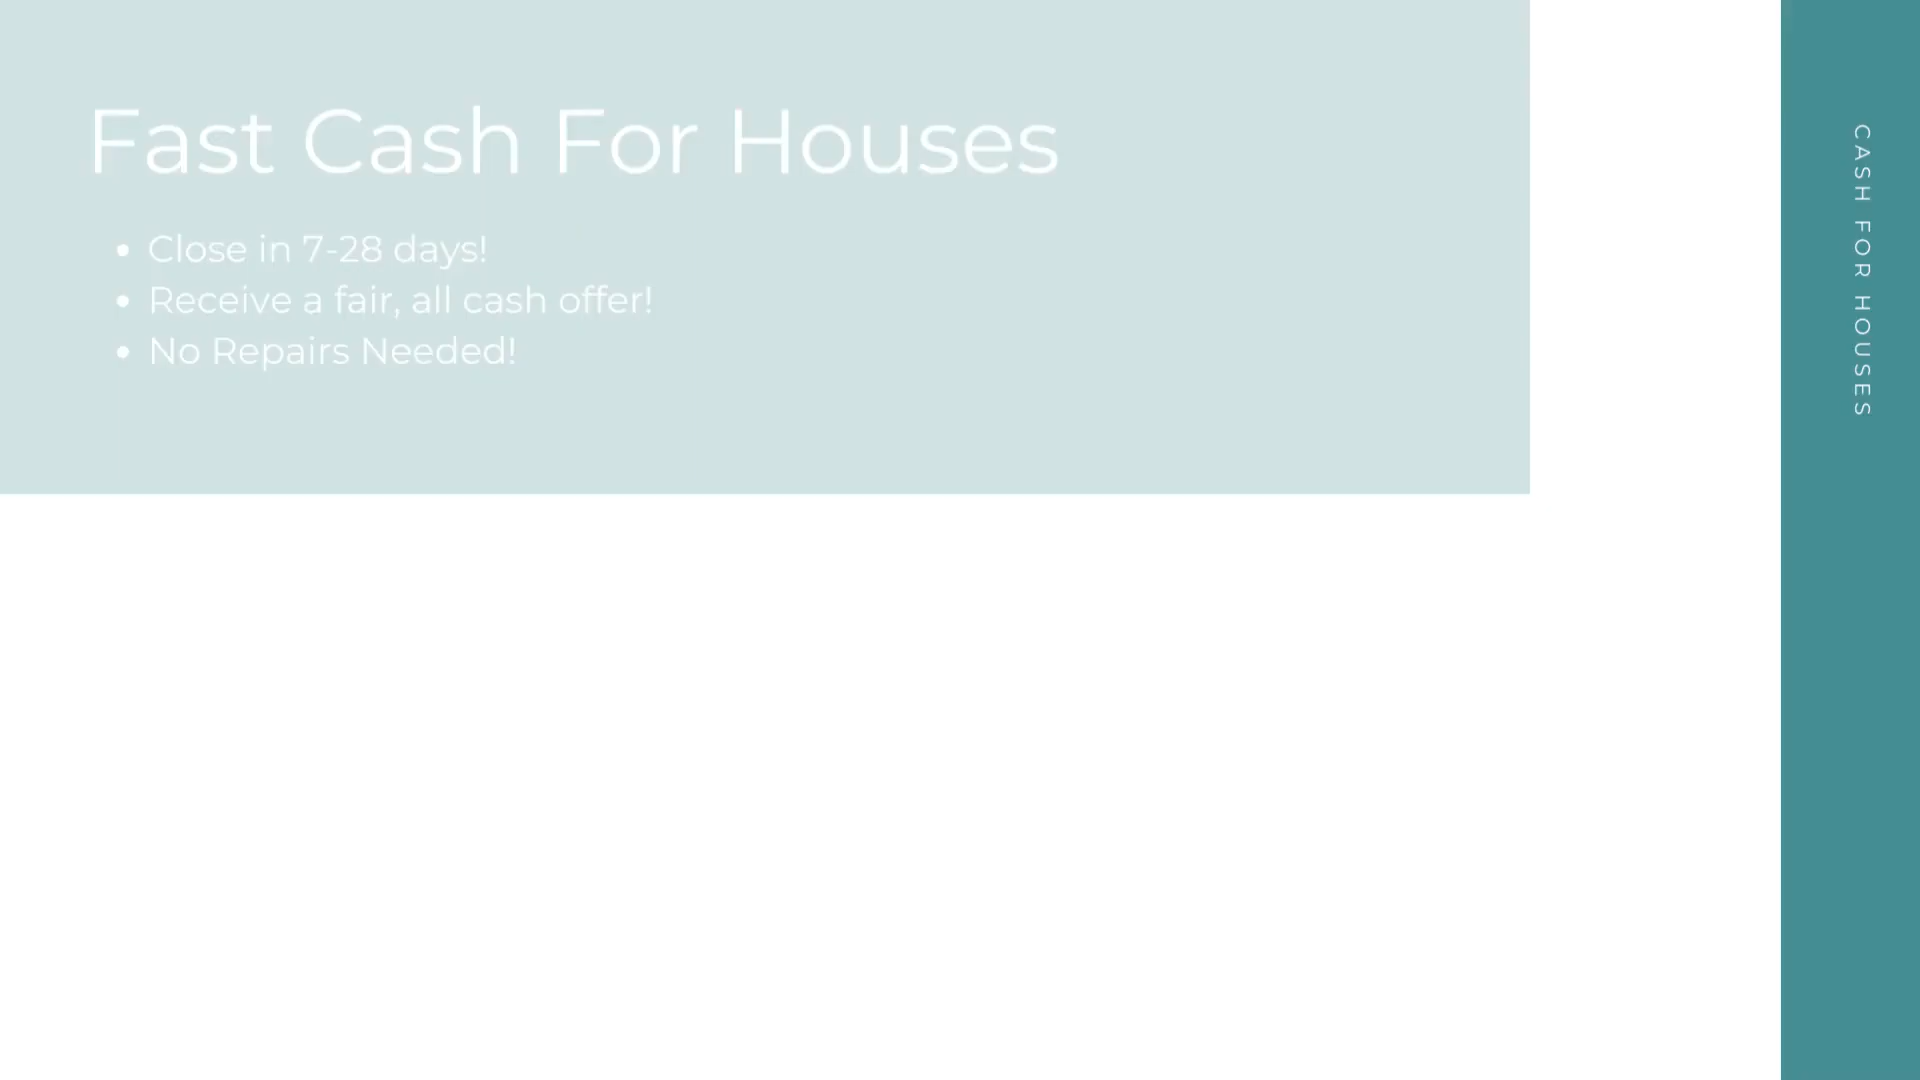 Fast Cash For Houses
• Close in 7-28 days!
• Receive a fair, all cash offer!
• No Repairs Needed!
CASH FOR HOUSES